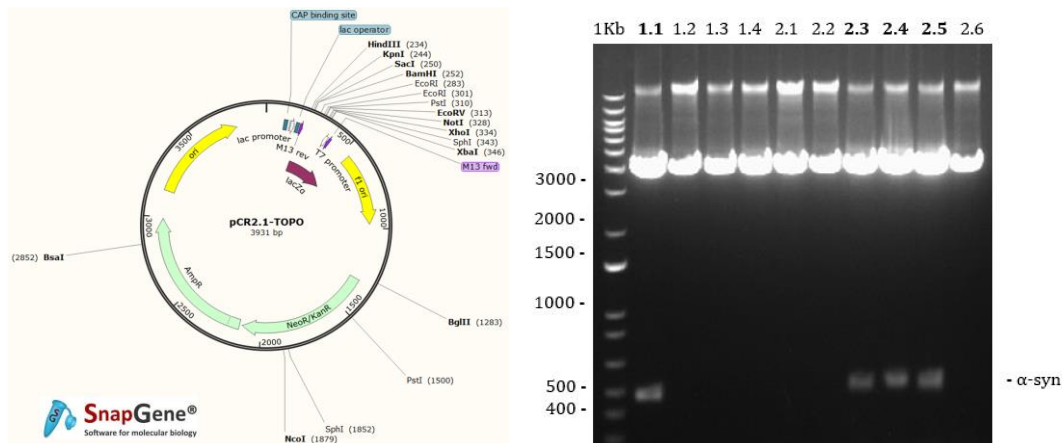 CAP binding site
lac operator
HindIII (234)
KpnI (244)
SacI (250)
BamHI (252)
EcoRI (283)
EcoRI (301)
PstI (310)
EcoRV (313)
NotI (328)
XhoI (334)
SphI (343)
XbaI (346)
M13 fwd
lac promoter
M13 rev
T7 promoter
lacZα
500
f1 ori
1000
BglII (1283)
1500
PstI (1500)
NeoR/KanR
SphI (1852)
NcoI (1879)
2000
2500
AmpR
(2852) BsaI
3000
ori
3500
pCR2.1-TOPO
3931 bp
SnapGene®
Software for molecular biology
1Kb 1.1 1.2 1.3 1.4 2.1 2.2 2.3 2.4 2.5 2.6
3000 -
2000 -
1500 -
1000 -
500 -
400 -
- α-syn